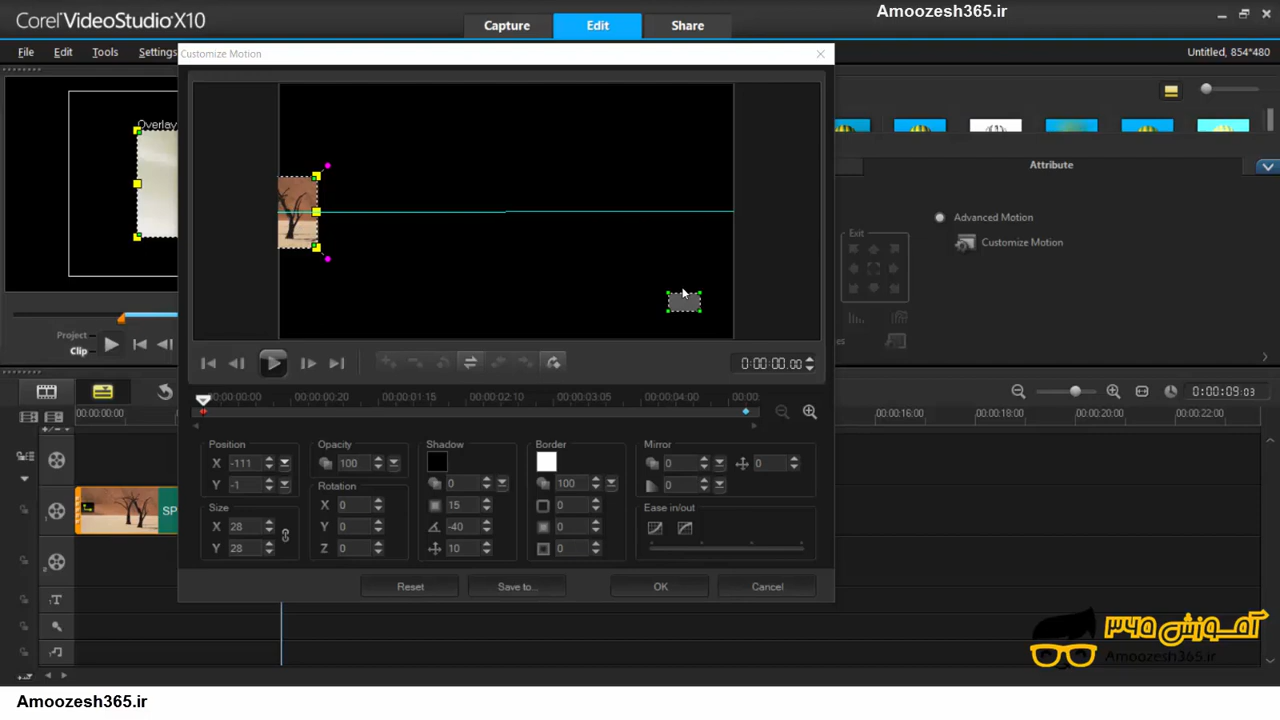 Amoozesh365.ir
Corel VideoStudio X10
Capture
Edit
Share
File
Edit
Tools
Settings
Untitled, 854*480
Customize Motion
Overlay
Attribute
Advanced Motion
Exit
Customize Motion
Project
Clip
0:00:00.00
0:00:09.03
00:00:00:00
00:00:00:20
00:00:01:15
00:00:02:10
00:00:03:05
00:00:04:00
00:00:
00:00:00:00
00:00:16:00
00:00:18:00
00:00:20:00
00:00:22:00
Position
X -111
Y -1
Size
X 28
Y 28
Opacity
100
Rotation
X 0
Y 0
Z 0
Shadow
0
15
-40
10
Border
100
0
0
0
Mirror
0
0
0
Ease in/out
SP
Reset
Save to...
OK
Cancel
آموزش ۳۶۵
Amoozesh365.ir
Amoozesh365.ir